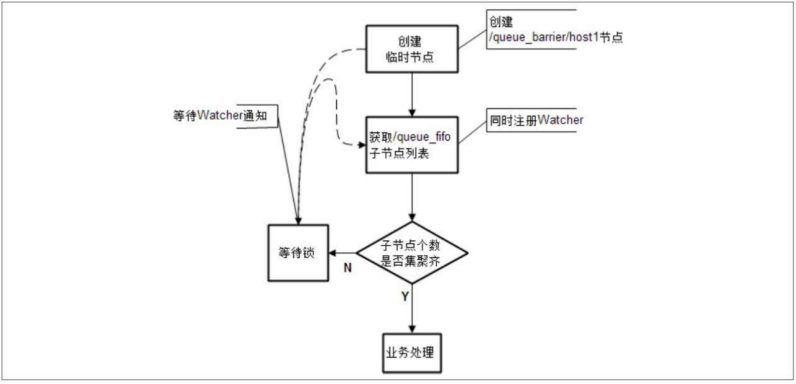 创建
临时节点
创建
/queue_barrier/host1节点
等待Watcher通知
获取/queue_fifo
子节点列表
同时注册Watcher
等待锁
N
子节点个数
是否集聚齐
Y
业务处理